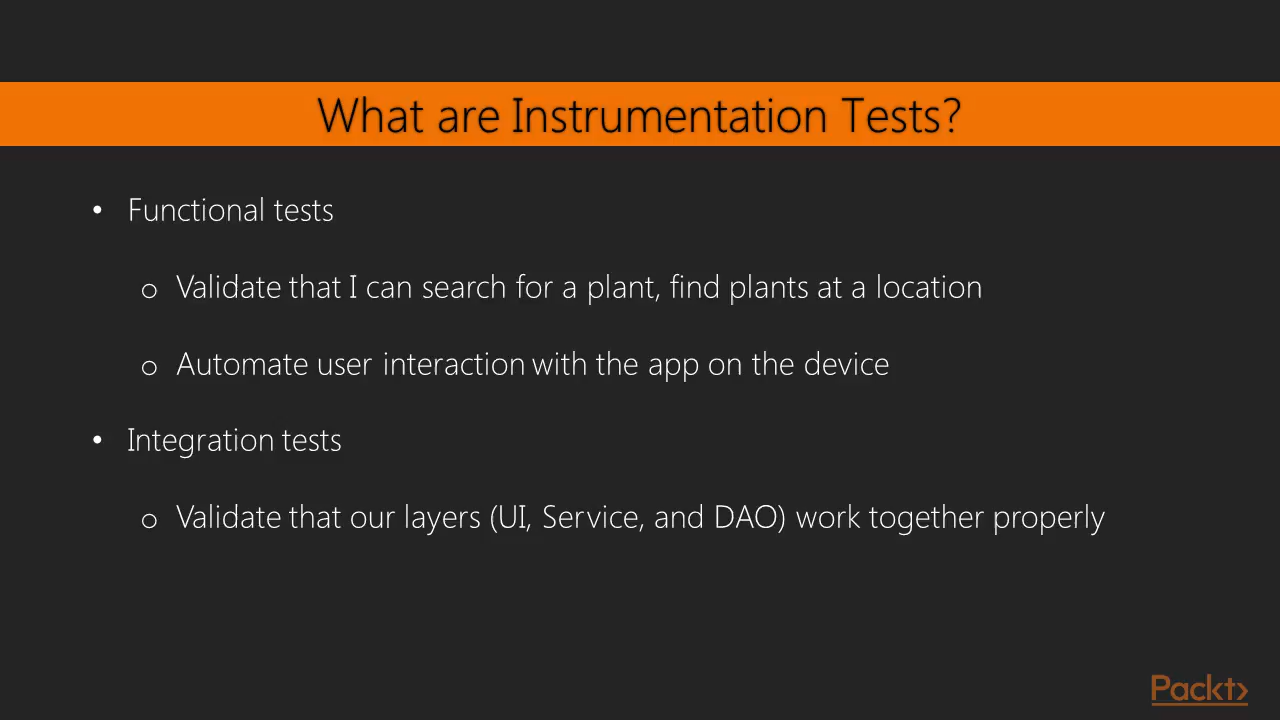 What are Instrumentation Tests?
• Functional tests
o Validate that I can search for a plant, find plants at a location
o Automate user interaction with the app on the device
• Integration tests
o Validate that our layers (UI, Service, and DAO) work together properly
Packt>